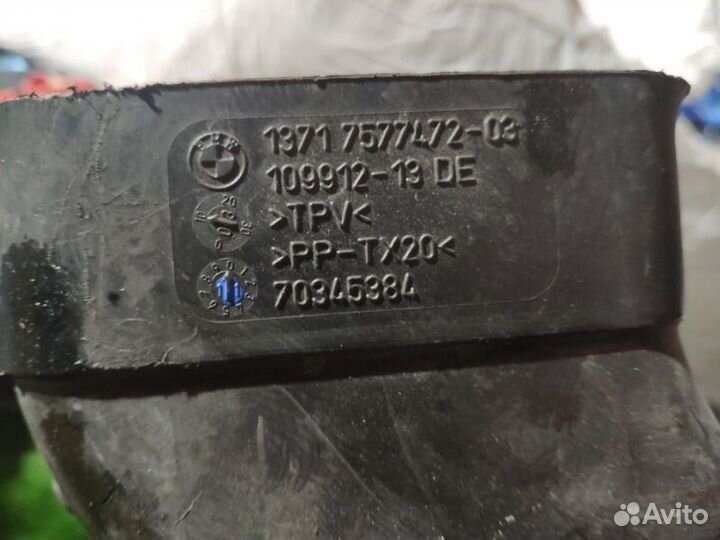 1371 7577472-03
109912-13 DE
>TPV<
>PP-TX20<
70345384
Avito